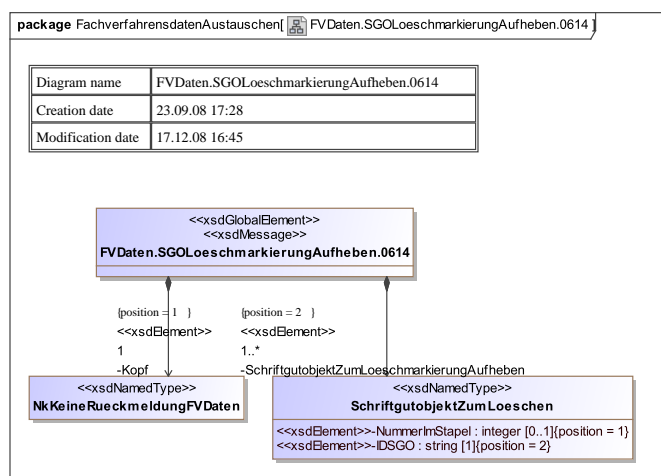 package FachverfahrensdatenAustauschen[ FVDaten.SGOLoeschmarkierungAufheben.0614 ]
Diagram name FVDaten.SGOLoeschmarkierungAufheben.0614
Creation date 23.09.08 17:28
Modification date 17.12.08 16:45
<<xsdGlobalElement>>
<<xsdMessage>>
FVDaten.SGOLoeschmarkierungAufheben.0614
{position = 1 } {position = 2 }
<<xsdElement>> <<xsdElement>>
1 1..*
-Kopf -SchriftgutobjektZumLoeschmarkierungAufheben
<<xsdNamedType>>
NkKeineRueckmeldungFVDaten
<<xsdNamedType>>
SchriftgutobjektZumLoeschen
<<xsdElement>>-NummerImStapel : integer [0..1]{position = 1}
<<xsdElement>>-IDSGO : string [1]{position = 2}